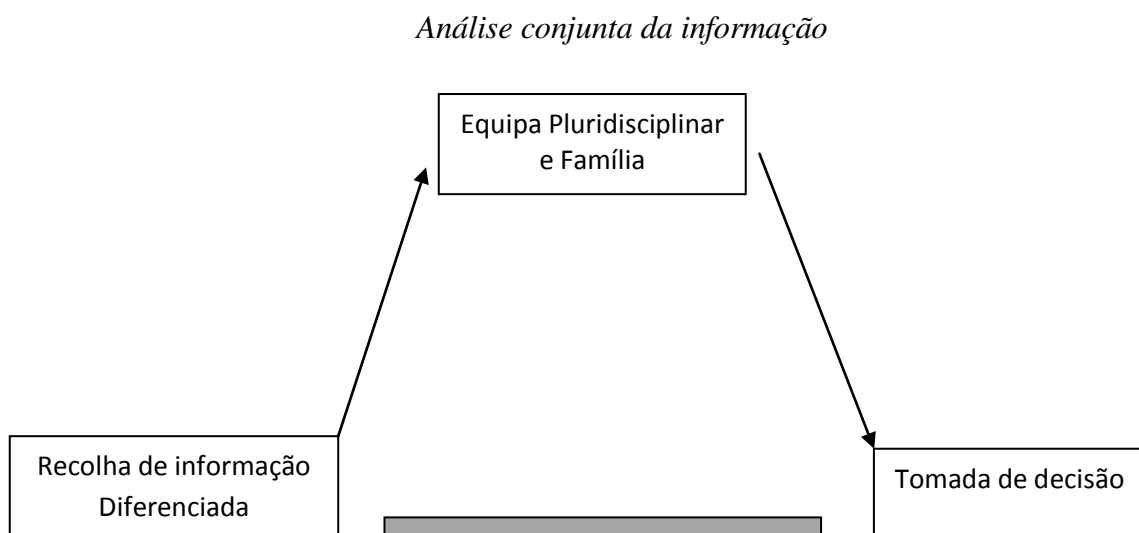 Análise conjunta da informação
Equipa Pluridisciplinar
e Família
Recolha de informação
Diferenciada
Tomada de decisão